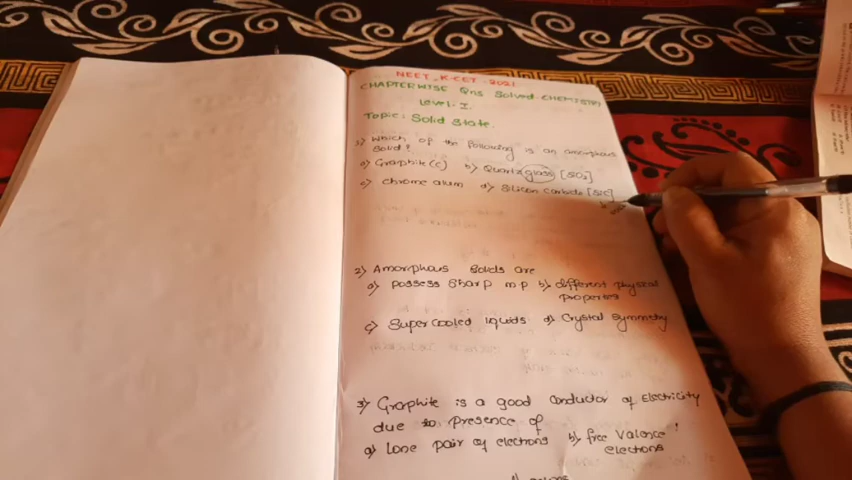 NEET, K-CET - 2021
CHAPTERWISE Qns Solved CHEMISTRY
Level - I
Topic: Solid State.
1) Which of the following is an amorphous
Solid?
a) Graphite (c) b) Quartz glass [SiO2]
c) chrome alum d) Silicon Carbide [SiC]
2) Amorphous Solids are
a) possess Sharp m.p b) different physical
properties
c) Super Cooled liquids d) Crystal Symmetry
3) Graphite is a good conductor of Electricity
due to presence of
a) Lone pair of electrons b) free Valence
electrons